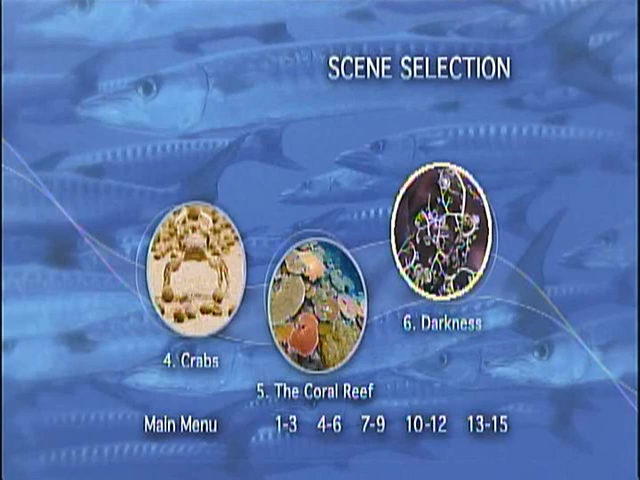 SCENE SELECTION
6. Darkness
4. Crabs
5. The Coral Reef
Main Menu 1-3 4-6 7-9 10-12 13-15